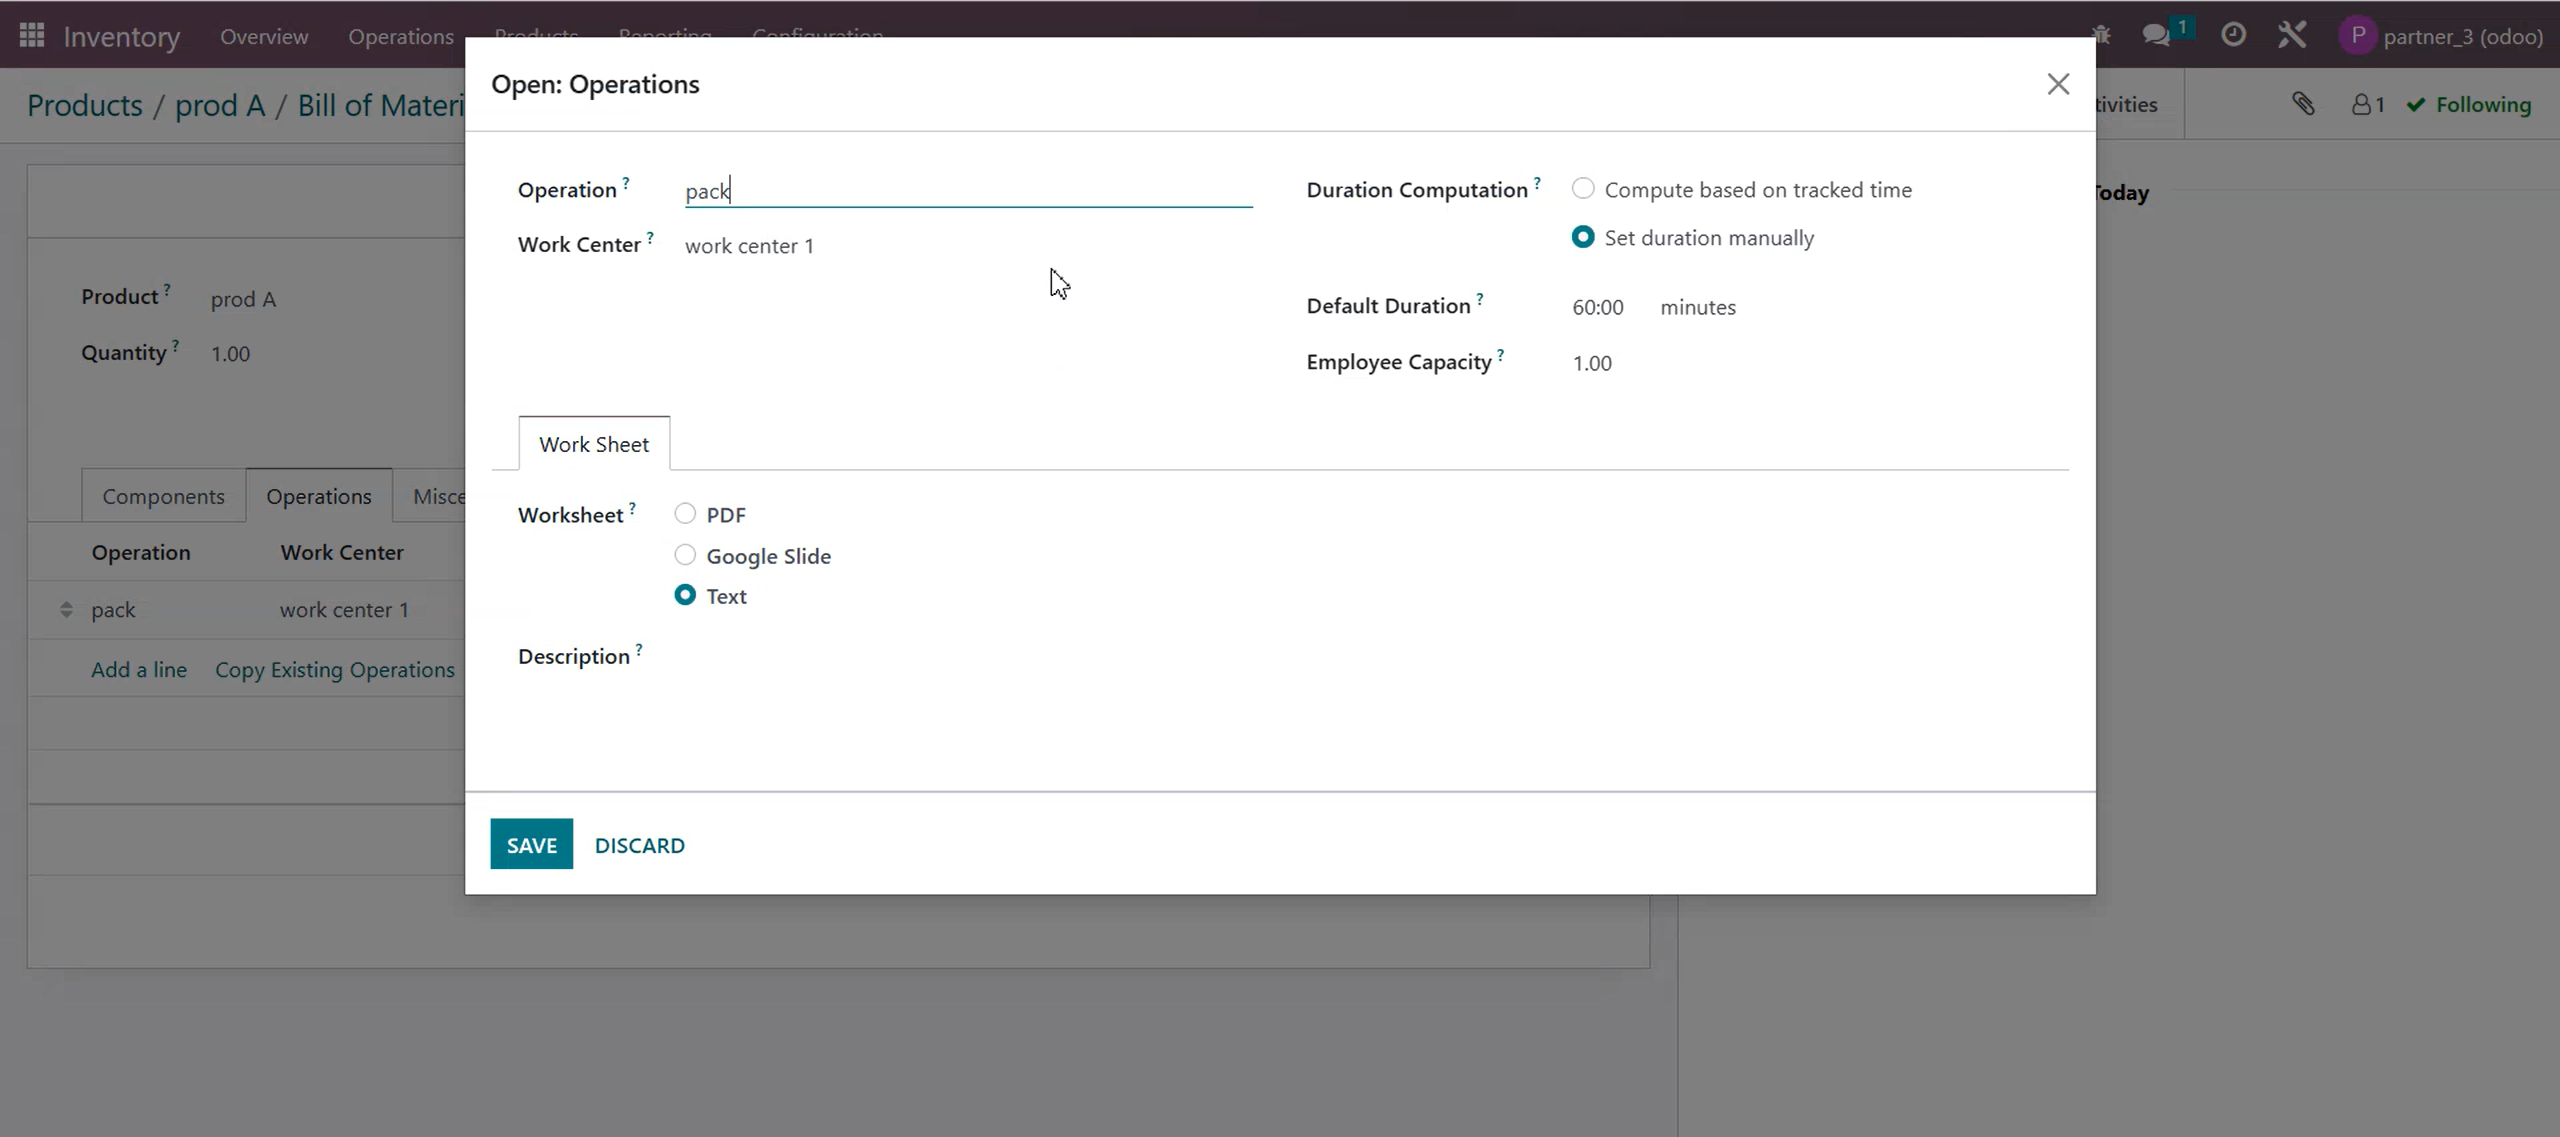 Inventory Overview Operations Products Reporting Configuration 1 P partner_3 (odoo)
Products / prod A / Bill of Materi
tivities 1 Following
Open: Operations
Operation ? pack
Work Center ? work center 1
Duration Computation ? Compute based on tracked time
Set duration manually
Default Duration ? 60:00 minutes
Employee Capacity ? 1.00
Today
Product ? prod A
Quantity ? 1.00
Components Operations Misce
Operation Work Center
pack work center 1
Add a line Copy Existing Operations
Work Sheet
Worksheet ? PDF
Google Slide
Text
Description ?
SAVE DISCARD